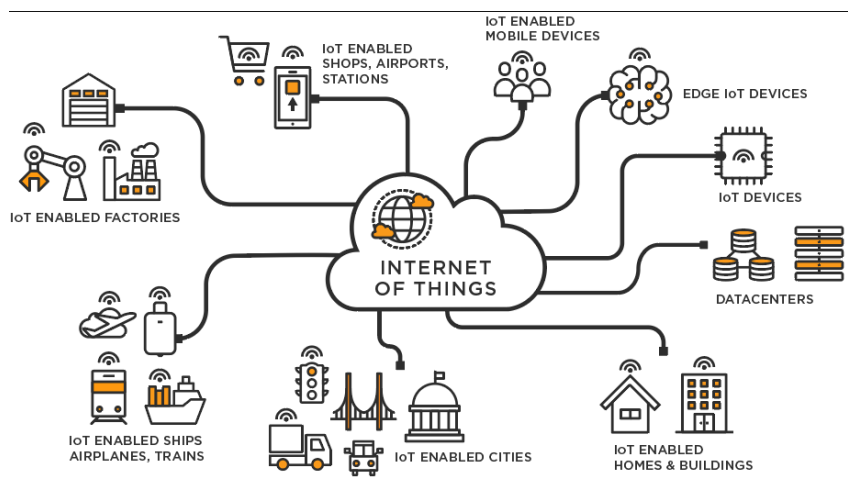 IoT ENABLED
MOBILE DEVICES
IoT ENABLED
SHOPS, AIRPORTS,
STATIONS
EDGE IoT DEVICES
IoT DEVICES
IoT ENABLED FACTORIES
INTERNET
OF THINGS
DATACENTERS
IoT ENABLED SHIPS
AIRPLANES, TRAINS
IoT ENABLED CITIES
IoT ENABLED
HOMES & BUILDINGS